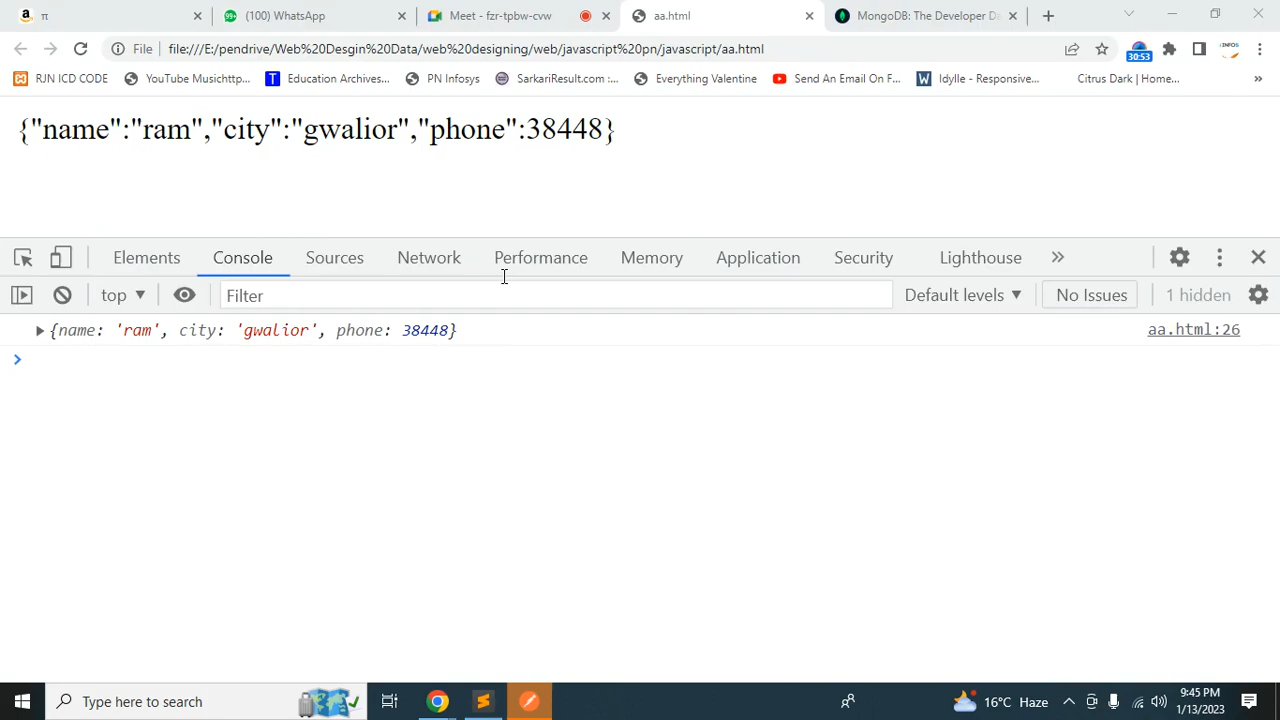 π
(100) WhatsApp
Meet - fzr-tpbw-cvw
aa.html
MongoDB: The Developer Da
File
file:///E:/pendrive/Web%20Desgin%20Data/web%20designing/web/javascript%20pn/javascript/aa.html
30:53
RJN ICD CODE
YouTube Musichttp...
Education Archives...
PN Infosys
SarkariResult.com :...
Everything Valentine
Send An Email On F...
Idylle - Responsive...
Citrus Dark | Home...
{"name":"ram","city":"gwalior","phone":38448}
Elements
Console
Sources
Network
Performance
Memory
Application
Security
Lighthouse
top
Filter
Default levels
No Issues
1 hidden
{name: 'ram', city: 'gwalior', phone: 38448}
aa.html:26
Type here to search
16°C Haze
9:45 PM
1/13/2023